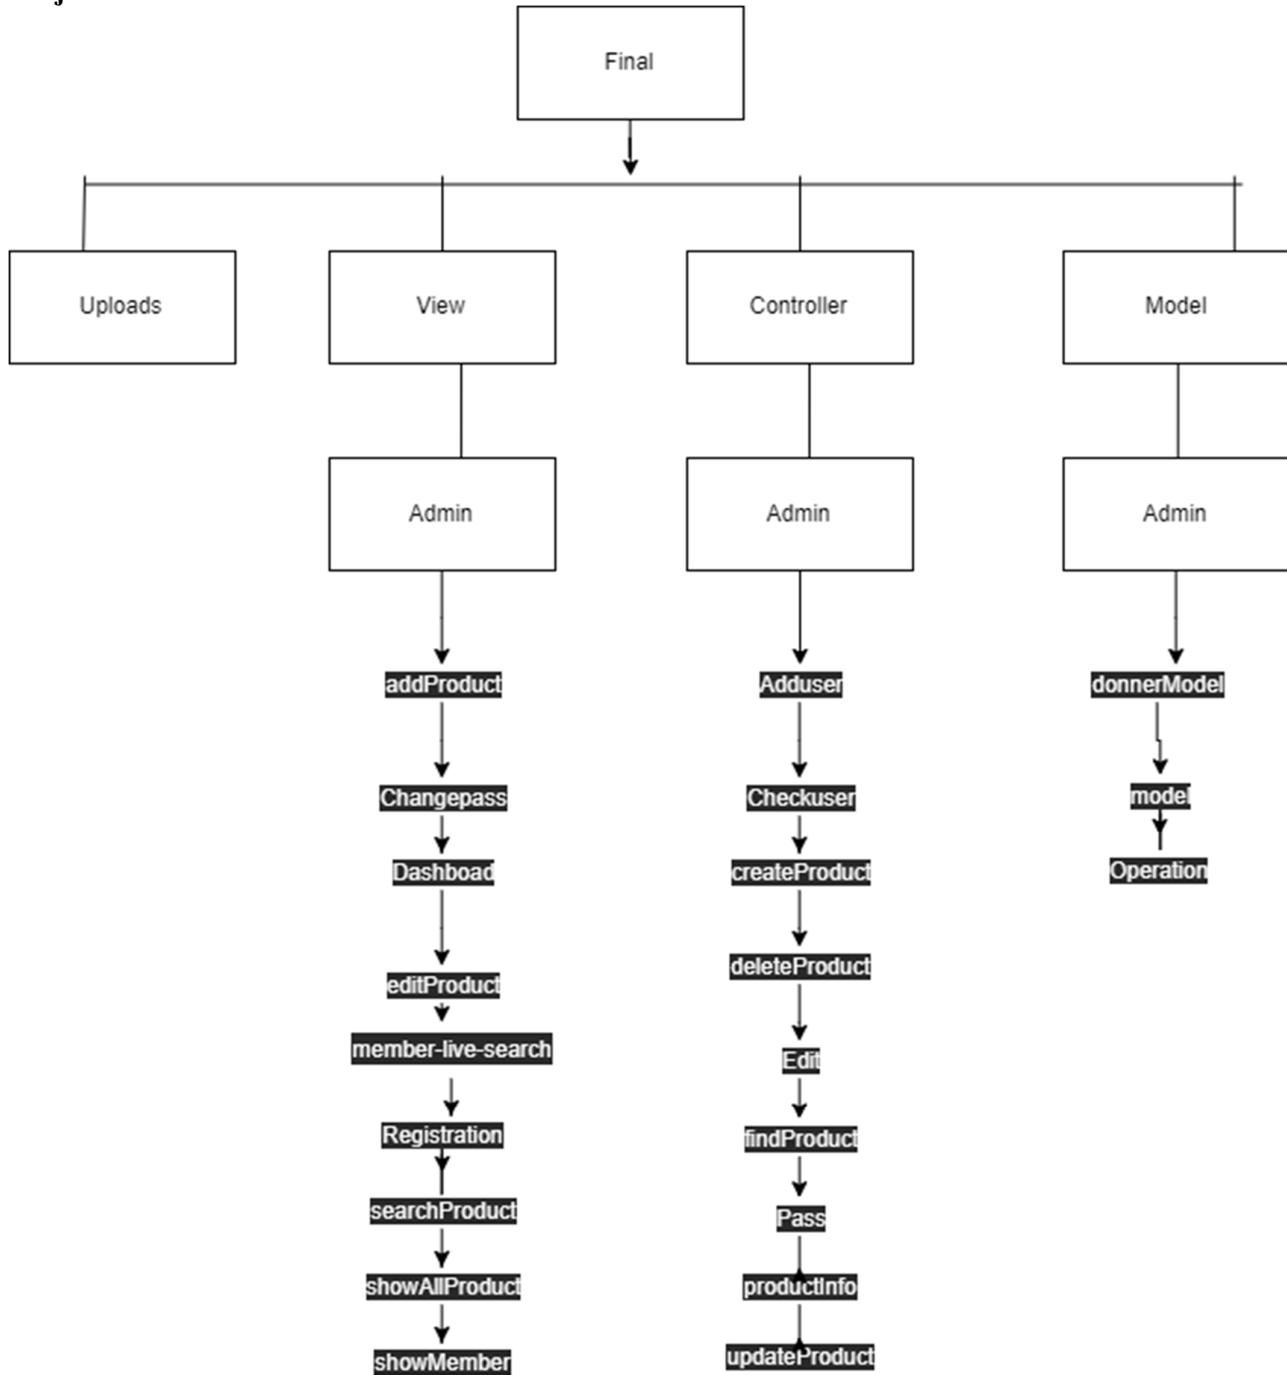 Final
Uploads
View
Controller
Model
Admin
Admin
Admin
addProduct
Changepass
Dashboad
editProduct
member-live-search
Registration
searchProduct
showAllProduct
showMember
Adduser
Checkuser
createProduct
deleteProduct
Edit
findProduct
Pass
productInfo
updateProduct
donnerModel
model
Operation